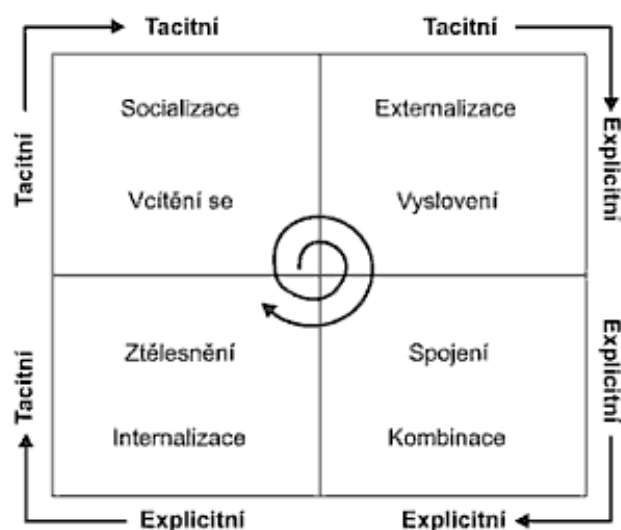 Tacitní
Tacitní
Tacitní
Explicitní
Socializace
Externalizace
Vcítění se
Vyslovení
Ztělesnění
Spojení
Internalizace
Kombinace
Tacitní
Explicitní
Explicitní
Explicitní